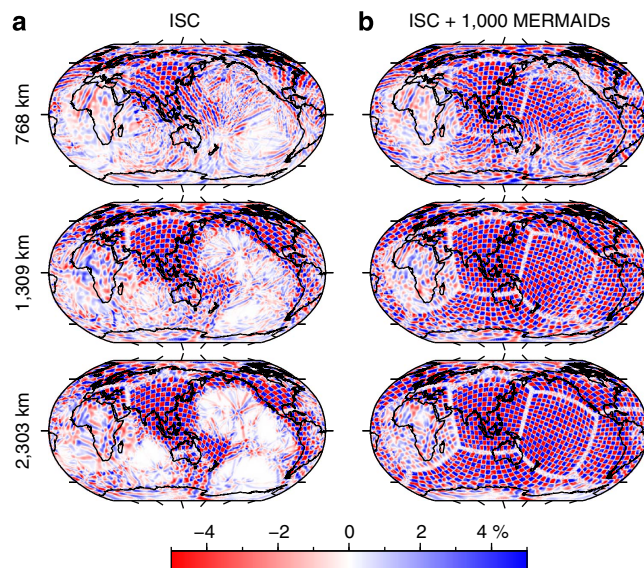 a ISC
b ISC + 1,000 MERMAIDs
768 km
1,309 km
2,303 km
−4 −2 0 2 4 %